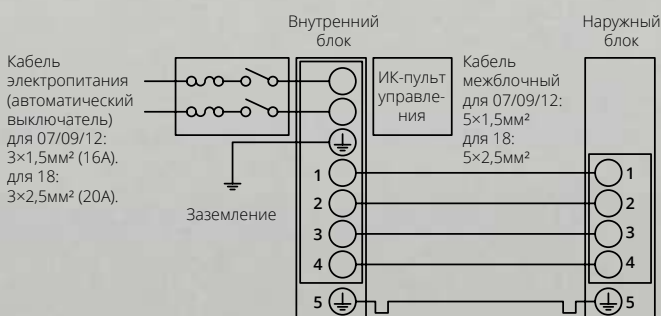 Внутренний
блок
Наружный
блок
Кабель
электропитания
(автоматический
выключатель)
для 07/09/12:
3×1,5мм² (16А).
для 18:
3×2,5мм² (20А).
ИК-пульт
управле-
ния
Кабель
межблочный
для 07/09/12:
5×1,5мм²
для 18:
5×2,5мм²
Заземление
1
2
3
4
5
1
2
3
4
5